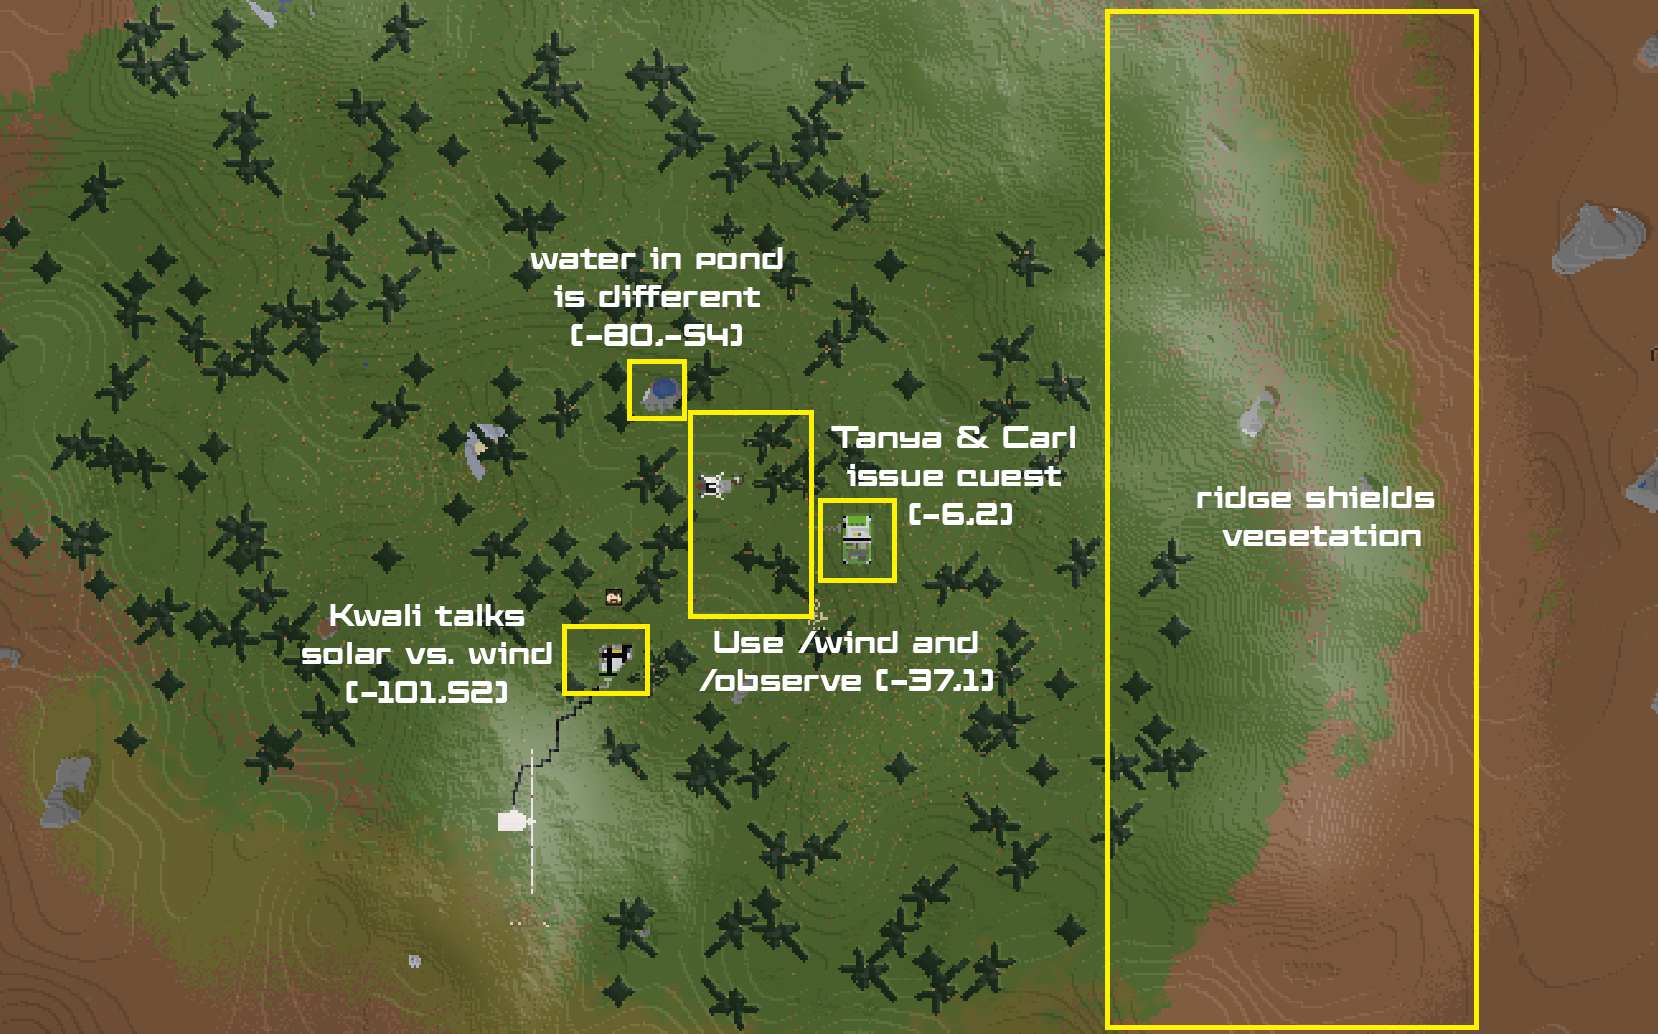 water in pond
is different
(-80,-54)
Tanya & Carl
issue quest
(-6,2)
ridge shields
vegetation
Kwali talks
solar vs. wind
(-101,52)
Use /wind and
/observe (-37,1)